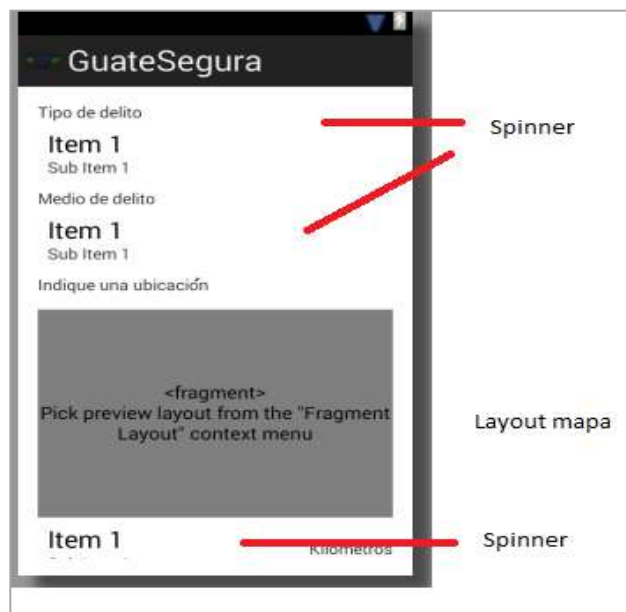 GuateSegura
Tipo de delito
Item 1
Sub Item 1
Spinner
Medio de delito
Item 1
Sub Item 1
Indique una ubicación
<fragment>
Pick preview layout from the "Fragment
Layout" context menu
Layout mapa
Item 1
Kilometros
Spinner